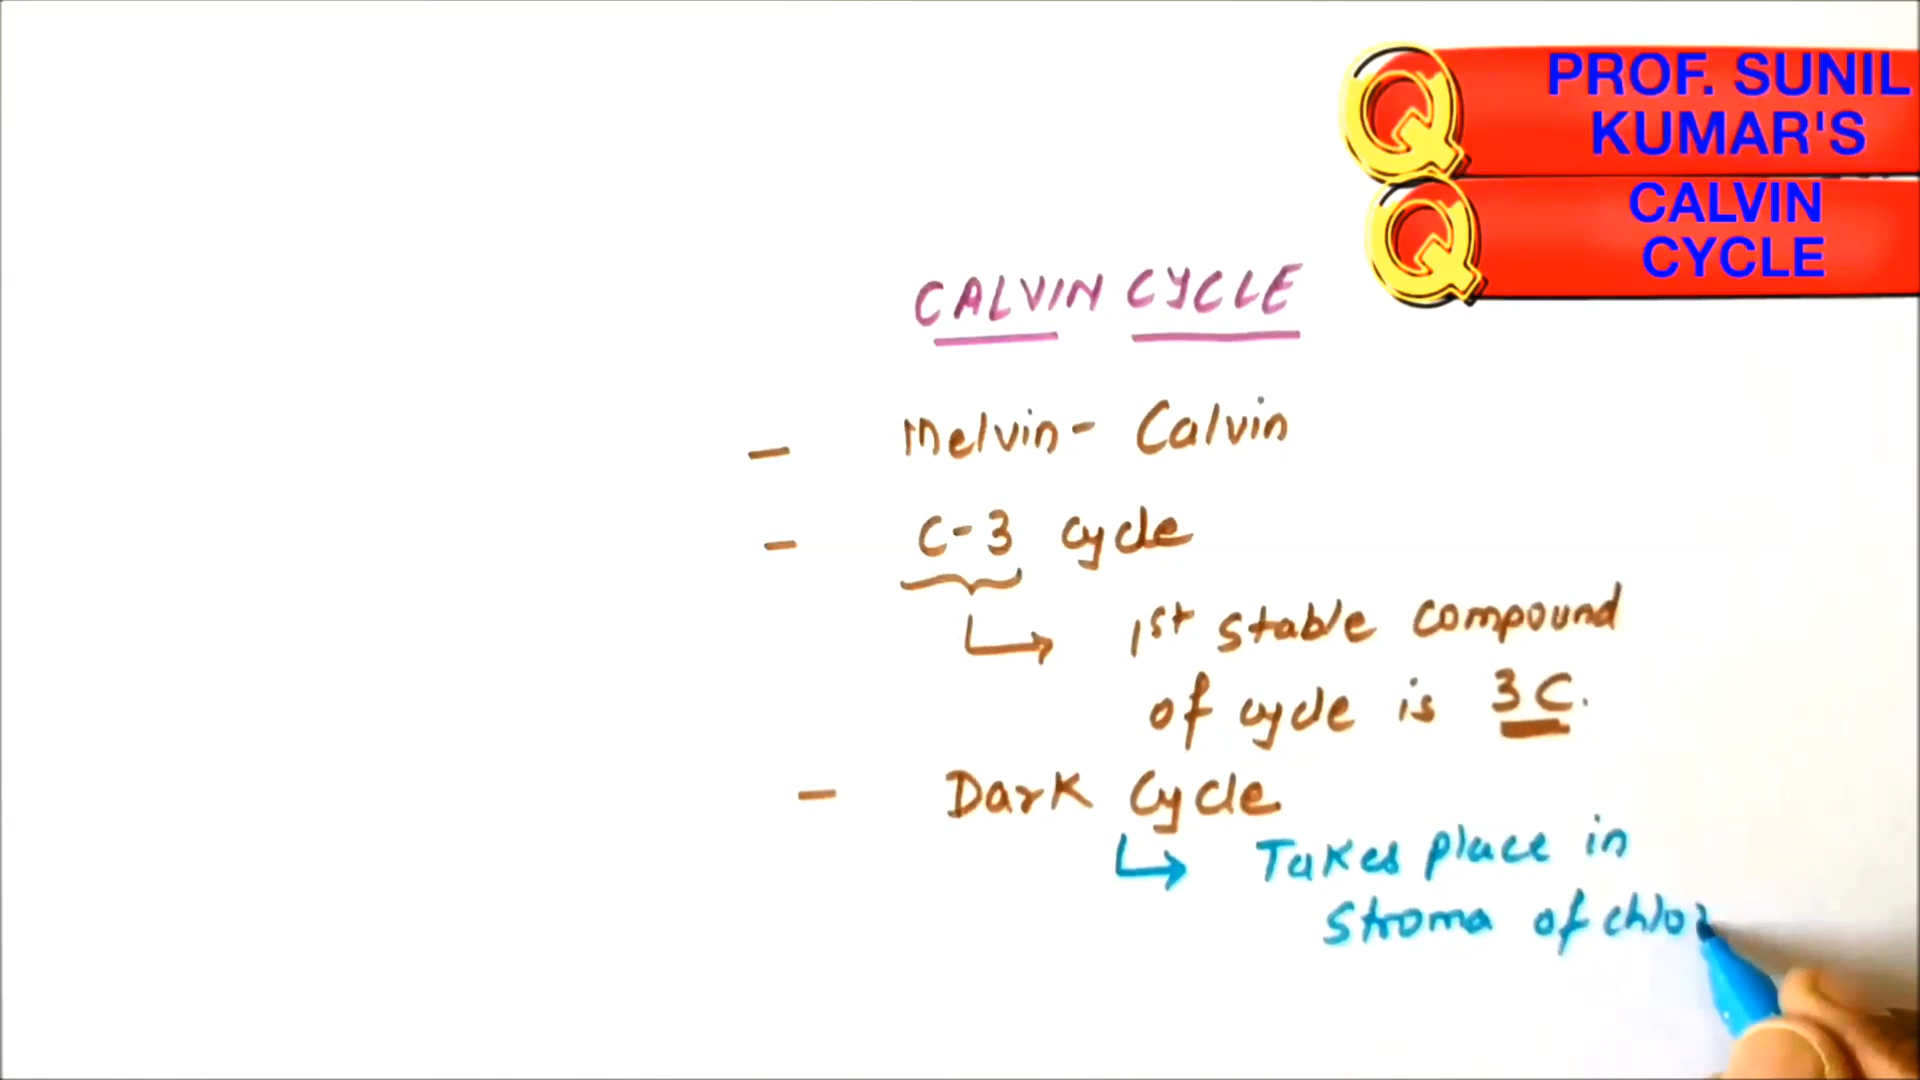 PROF. SUNIL
KUMAR'S
CALVIN
CYCLE
CALVIN CYCLE
- Melvin - Calvin
- C-3 cycle
1st stable compound
of cycle is 3C.
- Dark Cycle
Takes place in
Stroma of chlor